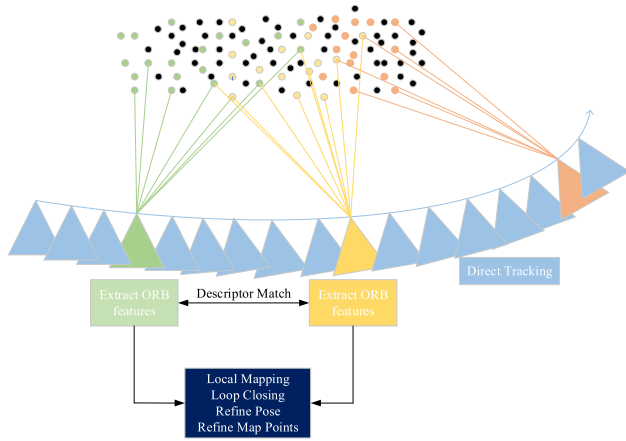 Direct Tracking
Extract ORB
features
Descriptor Match
Extract ORB
features
Local Mapping
Loop Closing
Refine Pose
Refine Map Points